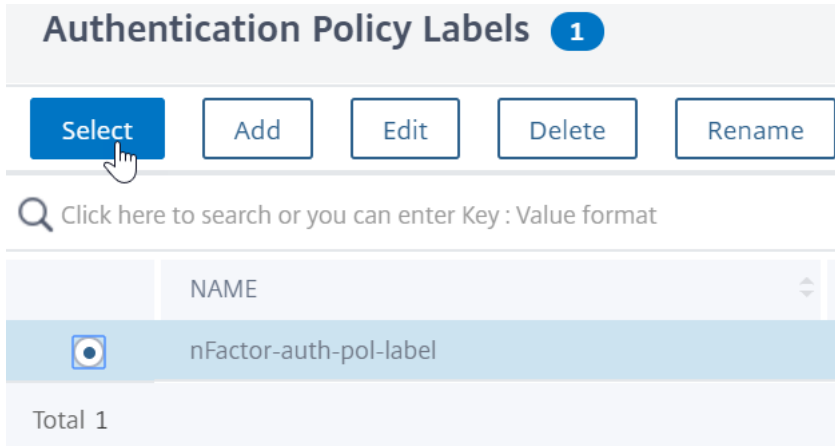 Authentication Policy Labels 1
Select Add Edit Delete Rename
Click here to search or you can enter Key : Value format
NAME
nFactor-auth-pol-label
Total 1